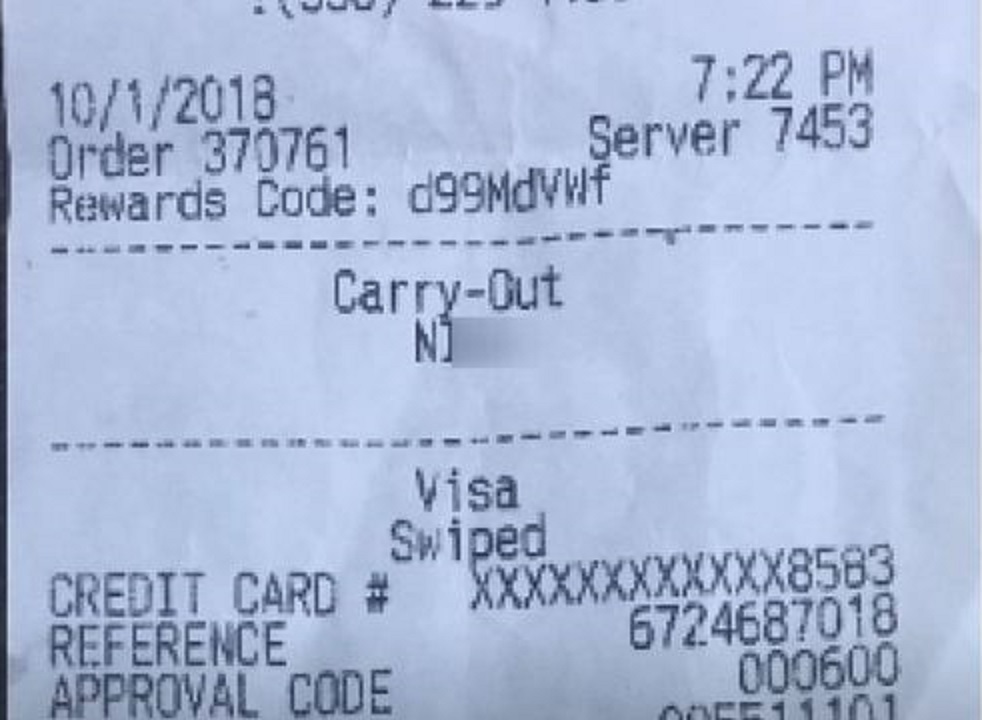 10/1/2018 7:22 PM
Order 370761 Server 7453
Rewards Code: d99MdVWf
Carry-Out
Visa
Swiped
CREDIT CARD # XXXXXXXXXXXX8583
REFERENCE 6724687018
APPROVAL CODE 000600